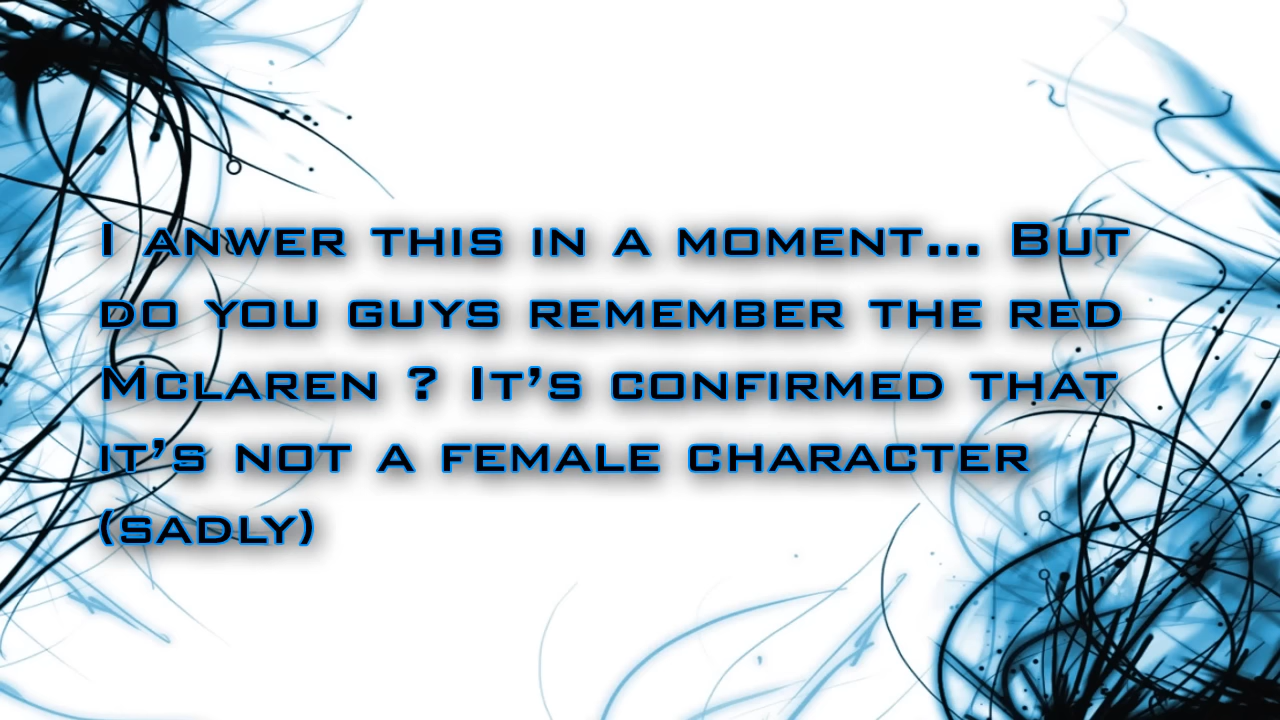 I anwer this in a moment... But
do you guys remember the red
Mclaren ? It's confirmed that
it's not a female character
(sadly)